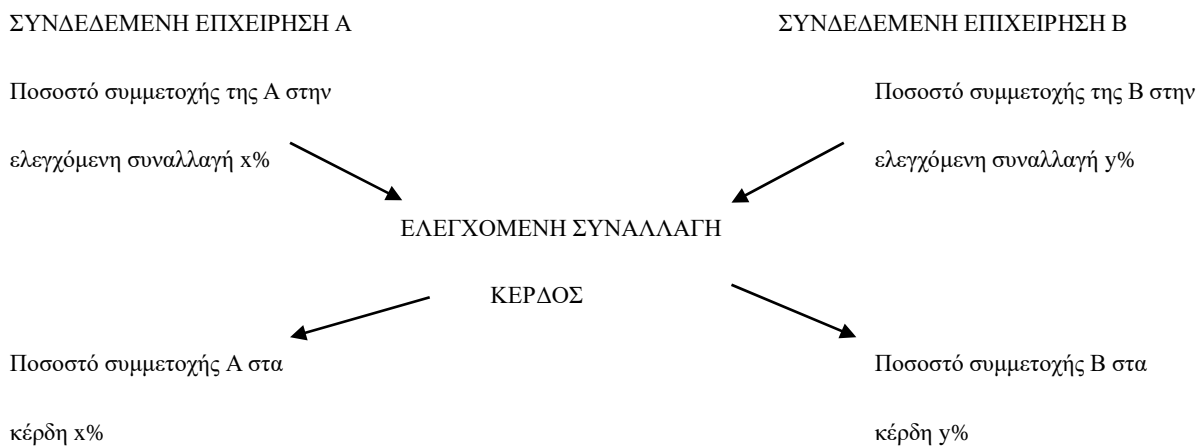 ΣΥΝΔΕΔΕΜΕΝΗ ΕΠΧΕΙΡΗΣΗ Α
ΣΥΝΔΕΔΕΜΕΝΗ ΕΠΙΧΕΙΡΗΣΗ Β
Ποσοστό συμμετοχής της Α στην
ελεγχόμενη συναλλαγή x%
Ποσοστό συμμετοχής της Β στην
ελεγχόμενη συναλλαγή y%
ΕΛΕΓΧΟΜΕΝΗ ΣΥΝΑΛΛΑΓΗ
ΚΕΡΔΟΣ
Ποσοστό συμμετοχής Α στα
κέρδη x%
Ποσοστό συμμετοχής Β στα
κέρδη y%